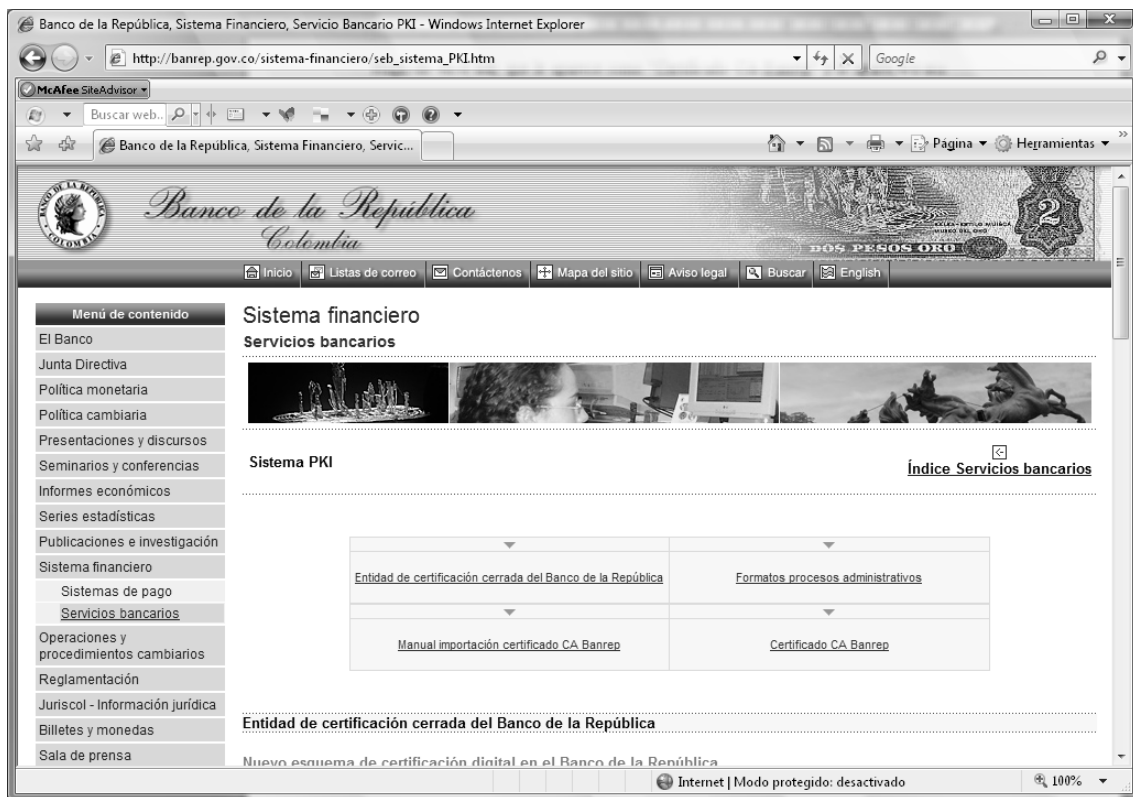 Banco de la República, Sistema Financiero, Servicio Bancario PKI - Windows Internet Explorer
http://banrep.gov.co/sistema-financiero/seb_sistema_PKI.htm
Google
McAfee SiteAdvisor
Buscar web..
Banco de la República, Sistema Financiero, Servic...
Página
Herramientas
BANCO DE LA REPUBLICA
COLOMBIA
Banco de la República
Colombia
DOS PESOS ORO
2
Inicio
Listas de correo
Contáctenos
Mapa del sitio
Aviso legal
Buscar
English
Menú de contenido
El Banco
Junta Directiva
Política monetaria
Política cambiaria
Presentaciones y discursos
Seminarios y conferencias
Informes económicos
Series estadísticas
Publicaciones e investigación
Sistema financiero
Sistemas de pago
Servicios bancarios
Operaciones y
procedimientos cambiarios
Reglamentación
Juriscol - Información jurídica
Billetes y monedas
Sala de prensa
Sistema financiero
Servicios bancarios
Sistema PKI
Índice Servicios bancarios
Entidad de certificación cerrada del Banco de la República
Formatos procesos administrativos
Manual importación certificado CA Banrep
Certificado CA Banrep
Entidad de certificación cerrada del Banco de la República
Nuevo esquema de certificación digital en el Banco de la República
Internet | Modo protegido: desactivado
100%